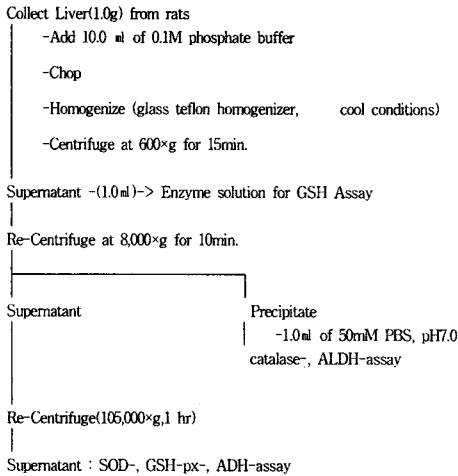 Collect Liver(1.0g) from rats
-Add 10.0 ㎖ of 0.1M phosphate buffer
-Chop
-Homogenize (glass teflon homogenizer, cool conditions)
-Centrifuge at 600×g for 15min.
Supernatant -(1.0㎖)-> Enzyme solution for GSH Assay
Re-Centrifuge at 8,000×g for 10min.
Supernatant Precipitate
-1.0㎖ of 50mM PBS, pH7.0
catalase-, ALDH-assay
Re-Centrifuge(105,000×g,1 hr)
Supernatant : SOD-, GSH-px-, ADH-assay